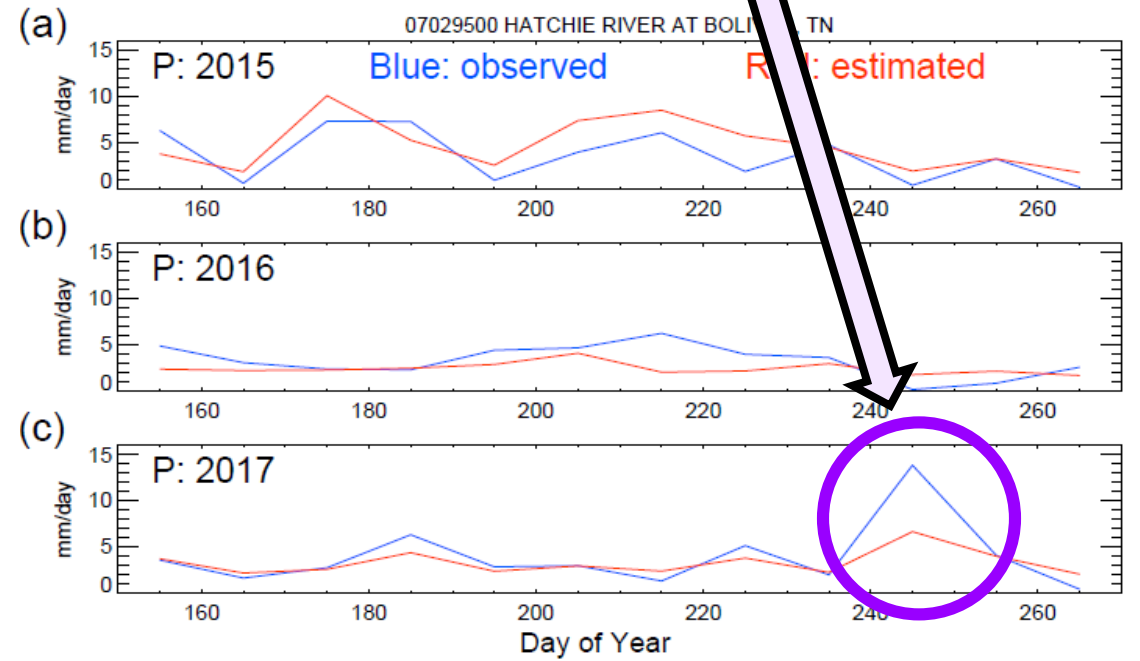 (a)
07029500 HATCHIE RIVER AT BOLI , TN
15
P: 2015 Blue: observed : estimated
10
mm/day
5
0
160 180 200 220 240 260
(b)
15
P: 2016
10
mm/day
5
0
160 180 200 220 240 260
(c)
15
P: 2017
10
mm/day
5
0
160 180 200 220 240 260
Day of Year